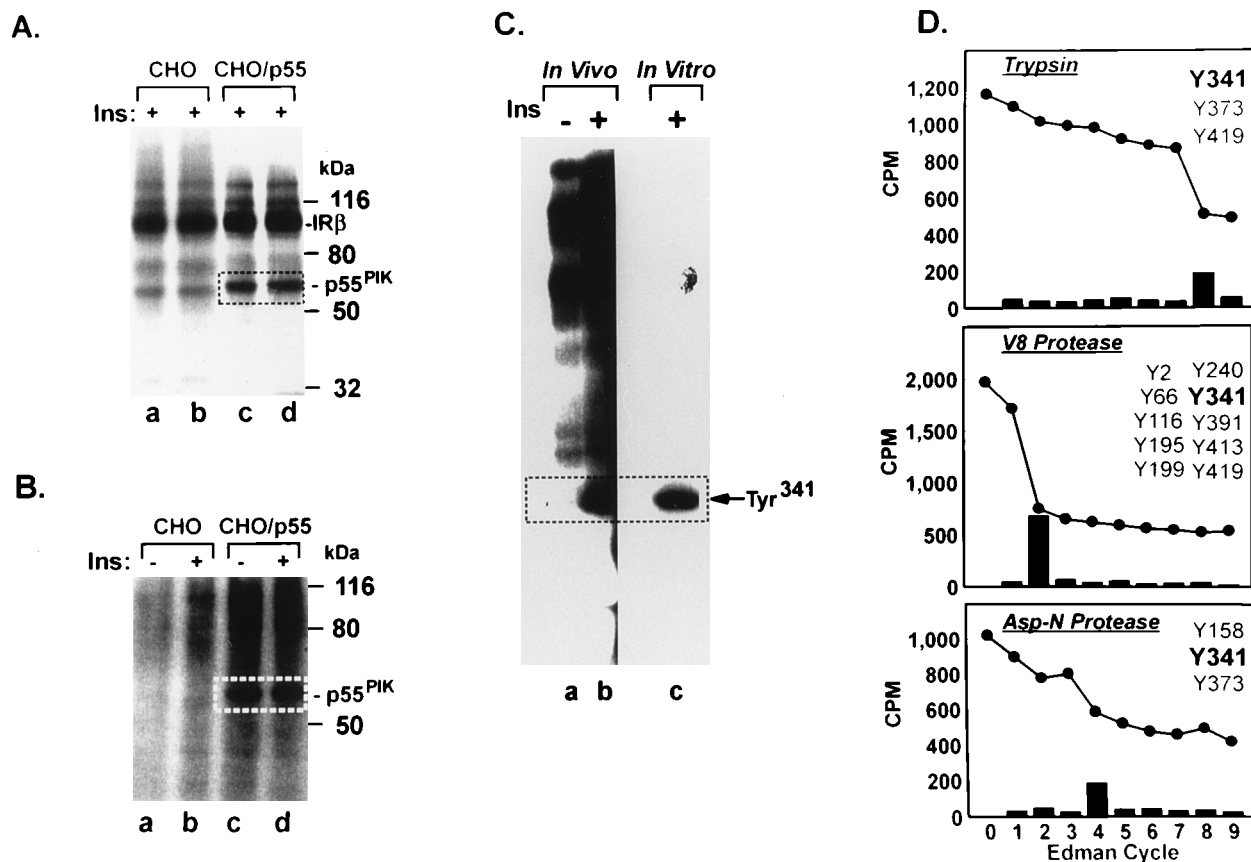 A.
CHO CHO/p55
Ins: + + + +
kDa
116
-IRβ
80
- p55PIK
50
32
a b c d
B.
CHO CHO/p55
Ins: - + - +
kDa
116
80
- p55PIK
50
a b c d
C.
In Vivo In Vitro
Ins - + +
Tyr341
a b c
D.
Trypsin
Y341
Y373
Y419
1,200
1,000
800
600
400
200
0
CPM
V8 Protease
Y2 Y240
Y66 Y341
Y116 Y391
Y195 Y413
Y199 Y419
2,000
1,500
1,000
500
0
CPM
Asp-N Protease
Y158
Y341
Y373
1,000
800
600
400
200
0
CPM
0 1 2 3 4 5 6 7 8 9
Edman Cycle